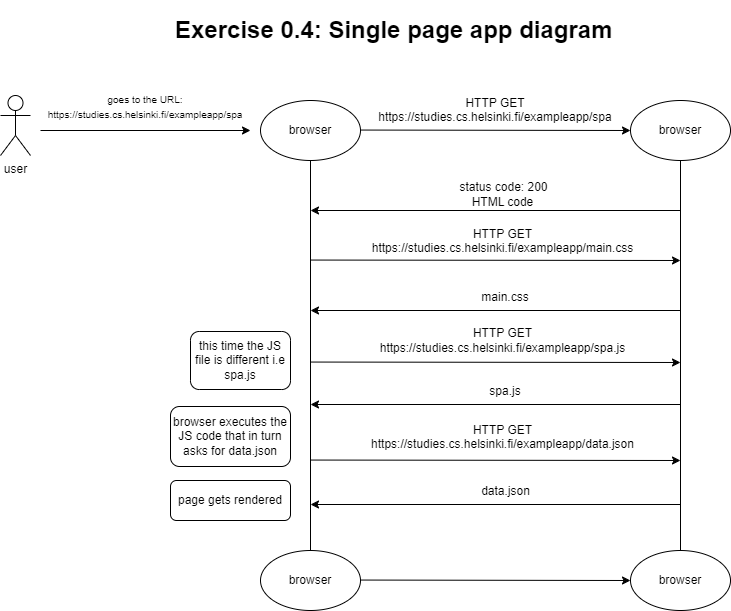 Exercise 0.4: Single page app diagram
goes to the URL:
https://studies.cs.helsinki.fi/exampleapp/spa
user
browser
HTTP GET
https://studies.cs.helsinki.fi/exampleapp/spa
browser
status code: 200
HTML code
HTTP GET
https://studies.cs.helsinki.fi/exampleapp/main.css
main.css
this time the JS
file is different i.e
spa.js
HTTP GET
https://studies.cs.helsinki.fi/exampleapp/spa.js
spa.js
browser executes the
JS code that in turn
asks for data.json
HTTP GET
https://studies.cs.helsinki.fi/exampleapp/data.json
page gets rendered
data.json
browser
browser